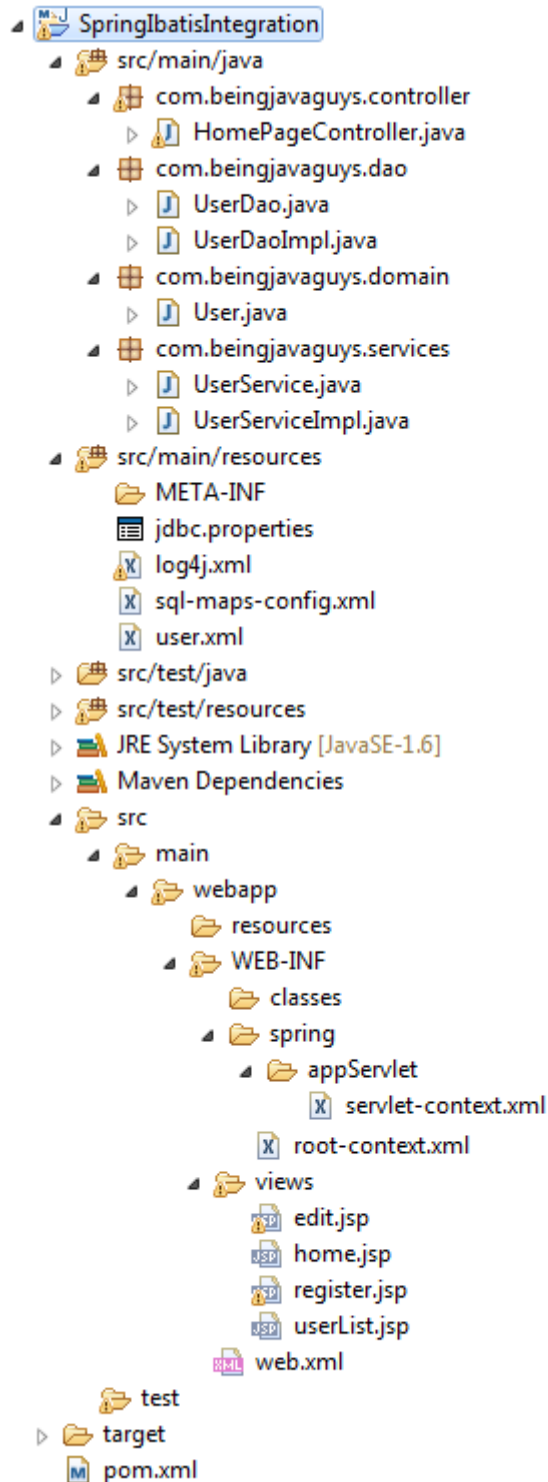 SpringIbatisIntegration
src/main/java
com.beingjavaguys.controller
HomePageController.java
com.beingjavaguys.dao
UserDao.java
UserDaoImpl.java
com.beingjavaguys.domain
User.java
com.beingjavaguys.services
UserService.java
UserServiceImpl.java
src/main/resources
META-INF
jdbc.properties
log4j.xml
sql-maps-config.xml
user.xml
src/test/java
src/test/resources
JRE System Library [JavaSE-1.6]
Maven Dependencies
src
main
webapp
resources
WEB-INF
classes
spring
appServlet
servlet-context.xml
root-context.xml
views
edit.jsp
home.jsp
register.jsp
userList.jsp
web.xml
test
target
pom.xml